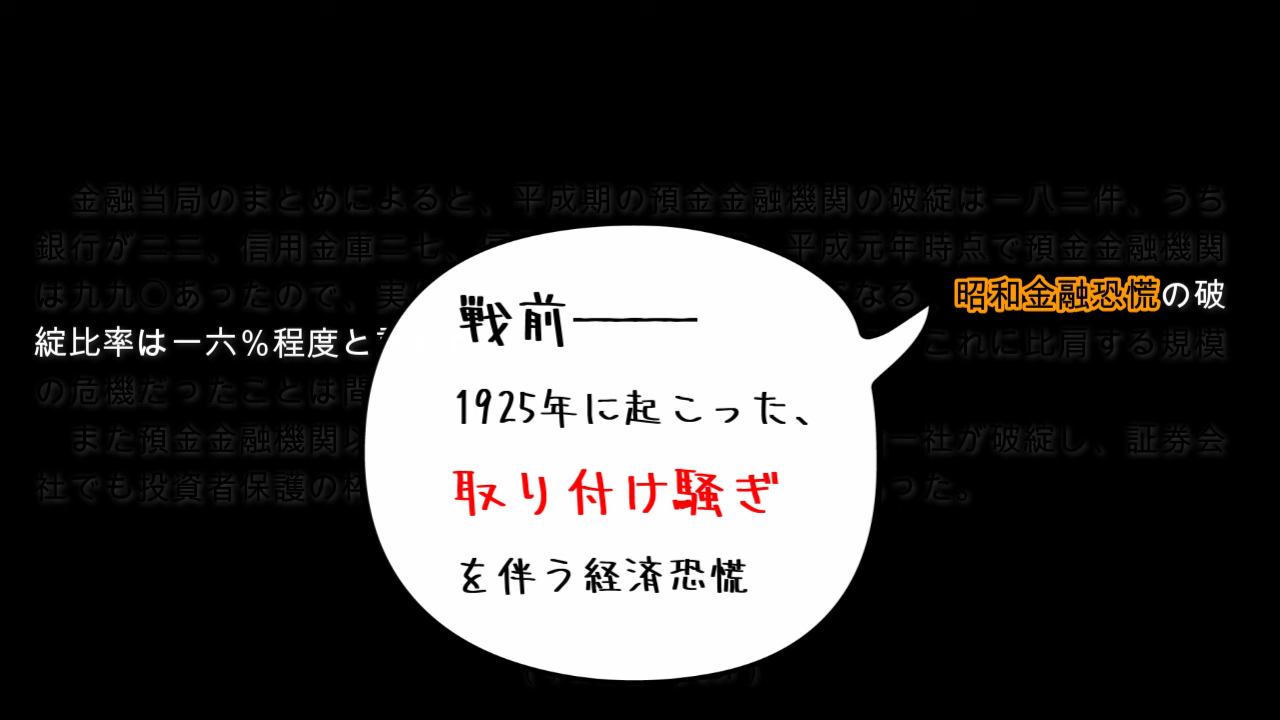 金融当局のまとめによると、平成期の預金金融機関の破綻は一八二件、うち
銀行が二二、信用金庫二七、
平成元年時点で預金金融機関
は九九〇あったので、実
なる
昭和金融恐慌の破
綻比率は一六%程度と
これに比肩する規模
の危機だったことは間
また預金金融機関以
一社が破綻し、証券会
社でも投資者保護の枠
った。
戦前―――
1925年に起こった、
取り付け騒ぎ
を伴う経済恐慌